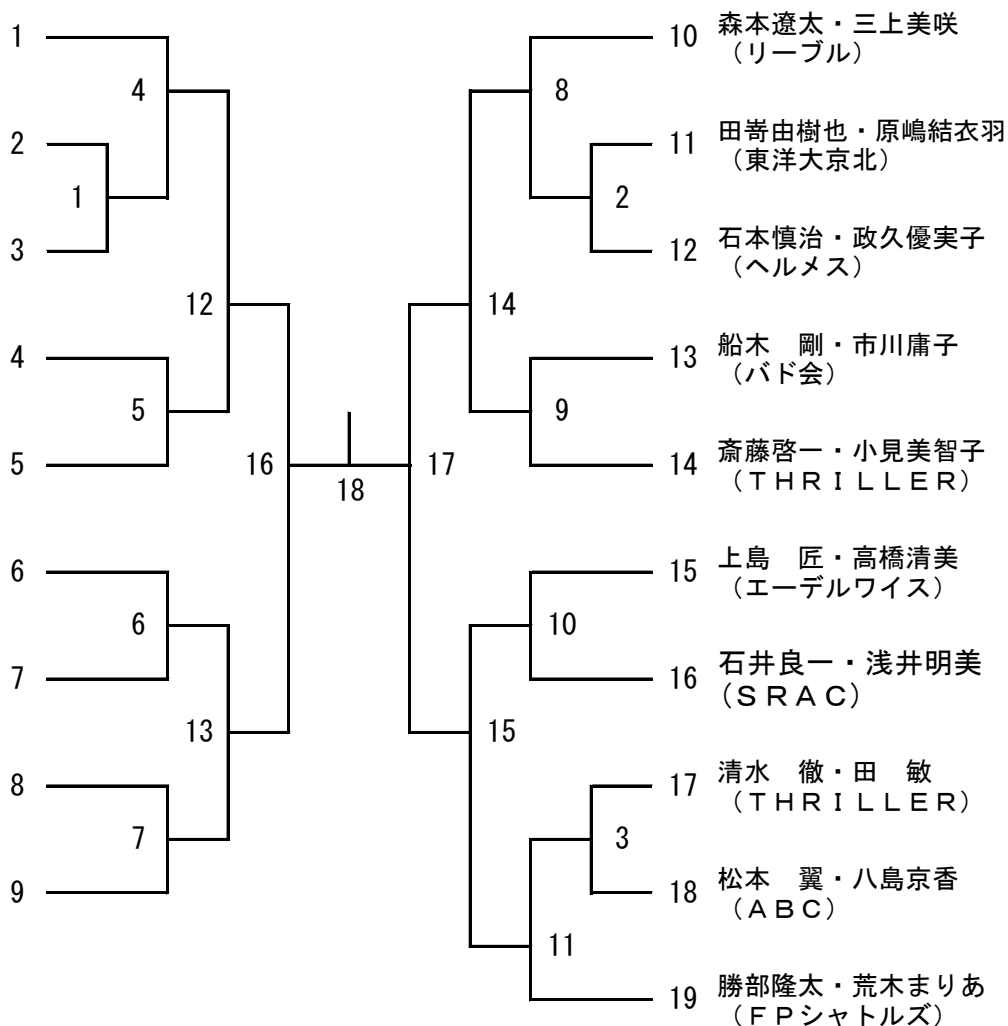 1
4
2
1
3
12
4
5
5
16
18
6
6
7
13
8
7
9
10 森本遼太・三上美咲
（リーブル）
8
11 田嵜由樹也・原嶋結衣羽
（東洋大京北）
2
12 石本慎治・政久優実子
（ヘルメス）
14
13 船木　剛・市川庸子
（バド会）
9
14 斎藤啓一・小見美智子
（ＴＨＲＩＬＬＥＲ）
17
15 上島　匠・高橋清美
（エーデルワイス）
10
16 石井良一・浅井明美
（ＳＲＡＣ）
15
17 清水　徹・田　敏
（ＴＨＲＩＬＬＥＲ）
3
18 松本　翼・八島京香
（ＡＢＣ）
11
19 勝部隆太・荒木まりあ
（ＦＰシャトルズ）